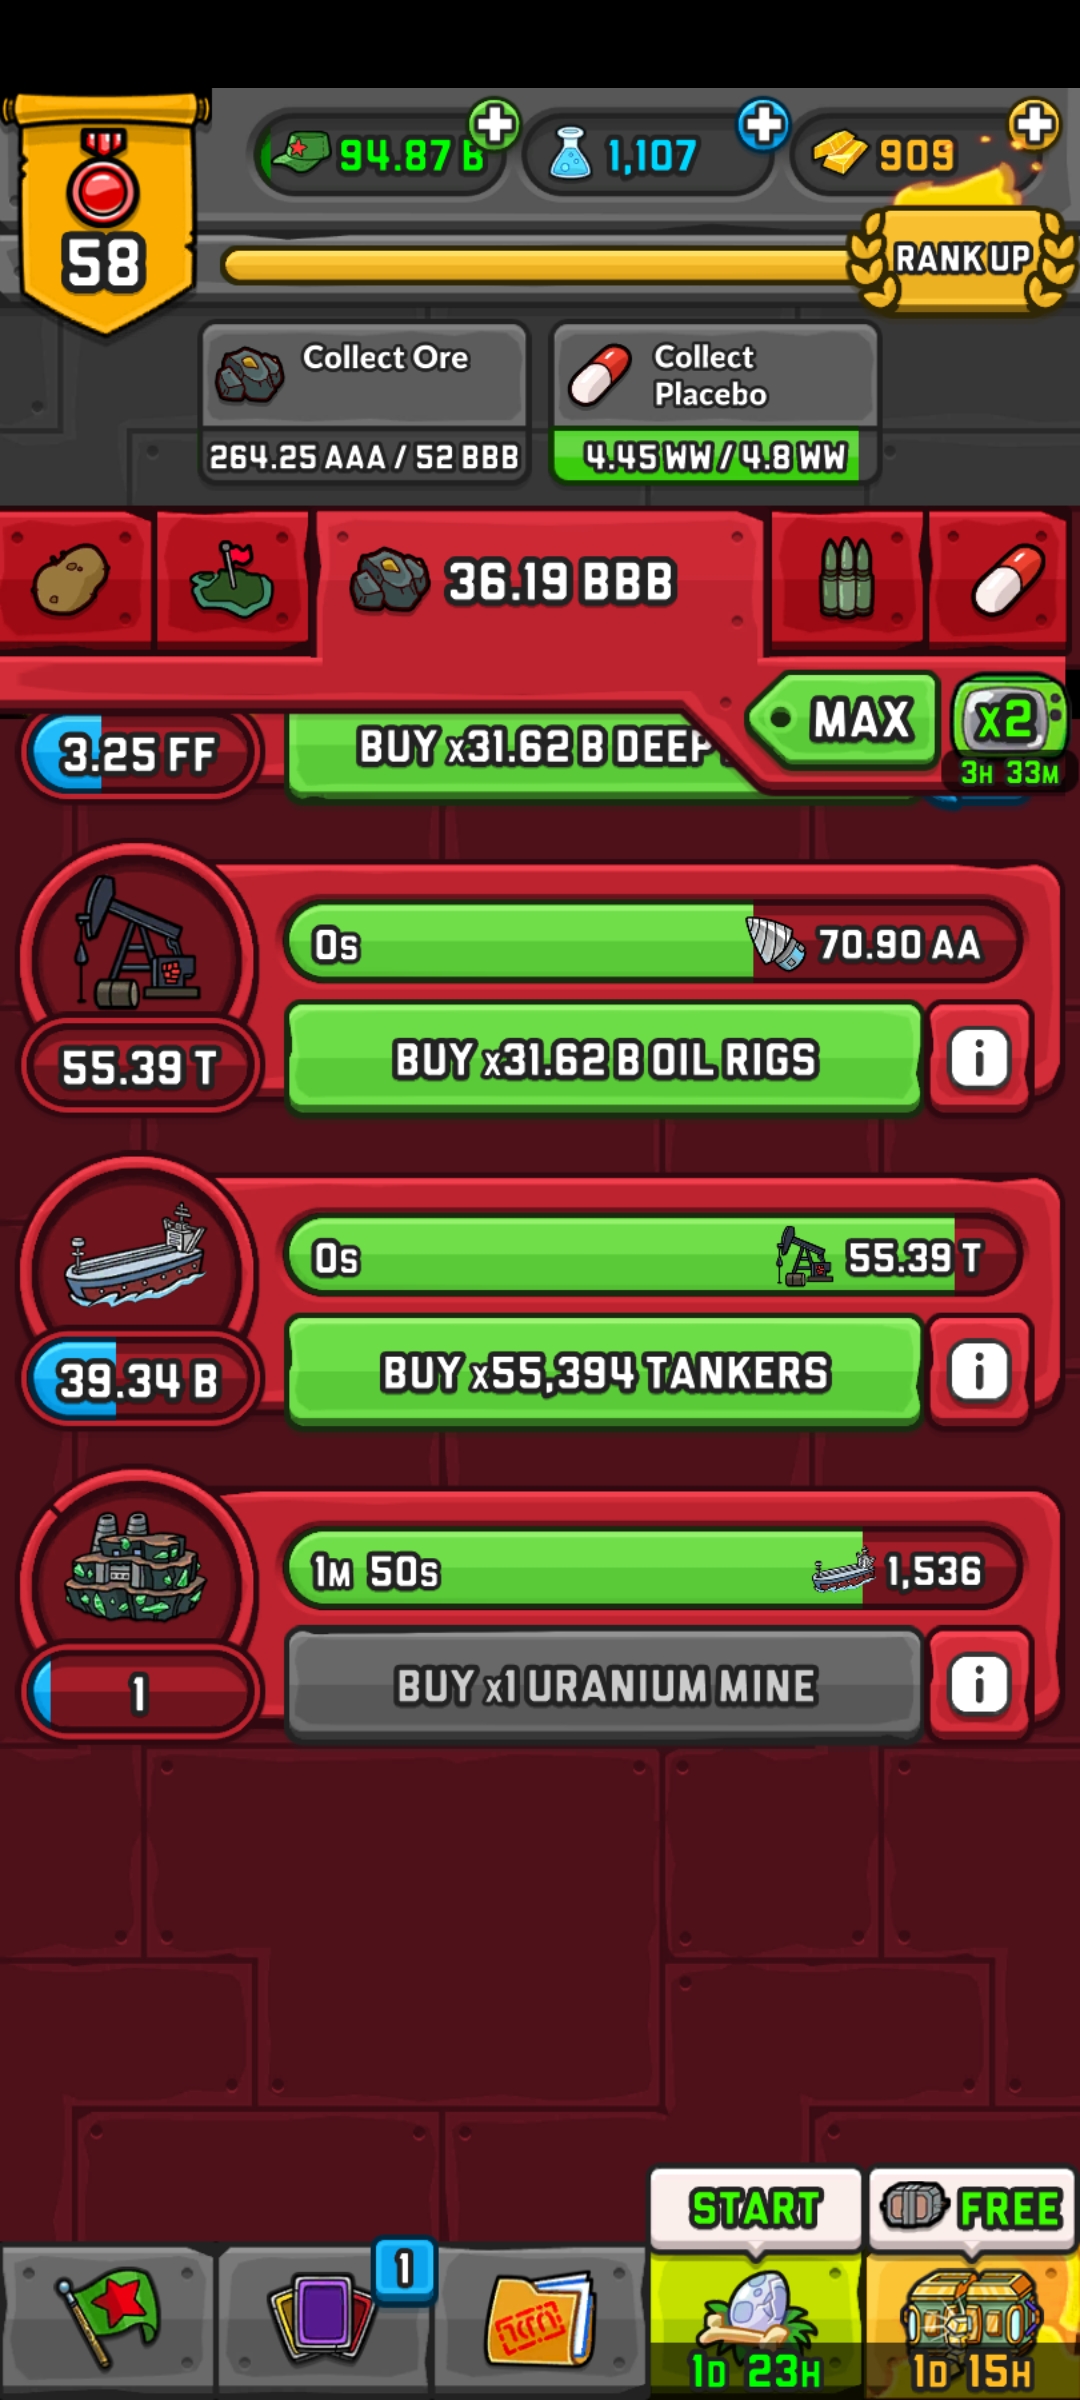 94.87 B
1,107
909
58
RANK UP
Collect Ore
264.25 AAA / 52 BBB
Collect
Placebo
4.45 WW / 4.8 WW
36.19 BBB
MAX
x2
3H 33M
3.25 FF
BUY x31.62 B DEEP
0s
70.90 AA
55.39 T
BUY x31.62 B OIL RIGS
0s
55.39 T
39.34 B
BUY x55,394 TANKERS
1M 50s
1,536
1
BUY x1 URANIUM MINE
START
FREE
1
1D 23H
1D 15H